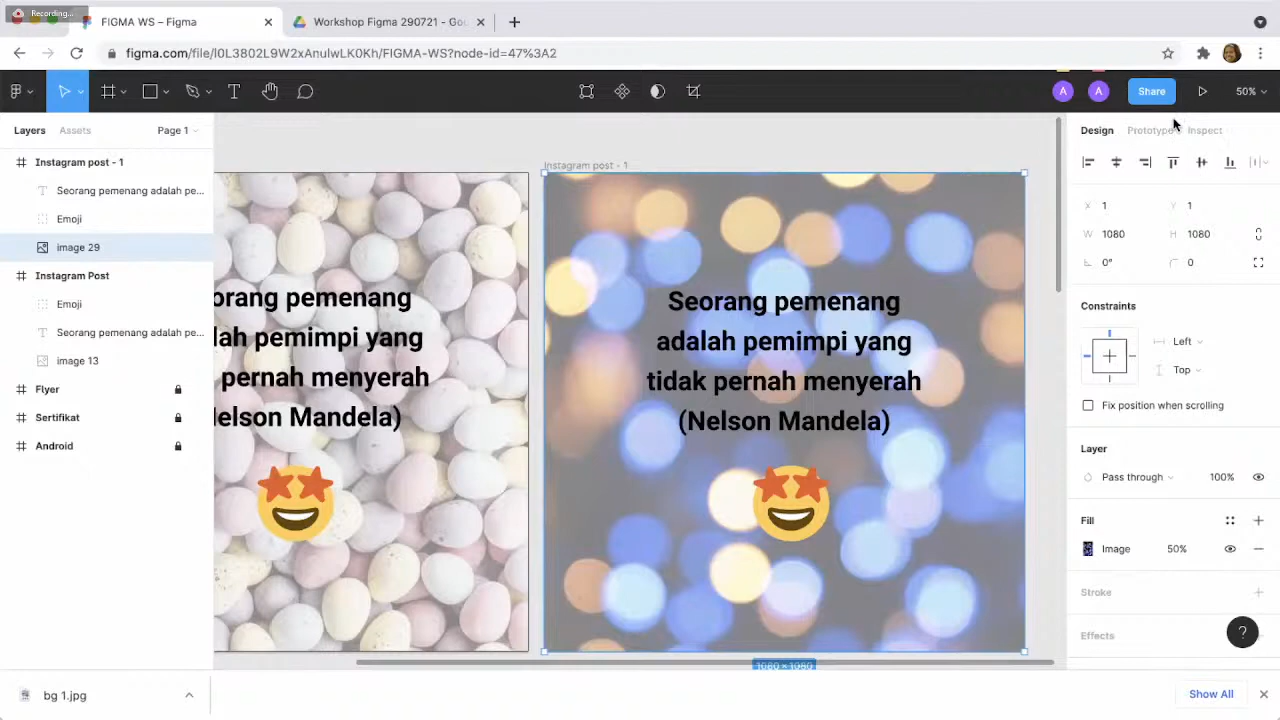 Recording...
FIGMA WS – Figma
Workshop Figma 290721 - Goo
figma.com/file/l0L3802L9W2xAnulwLK0Kh/FIGMA-WS?node-id=47%3A2
A
A
Share
50%
Layers
Assets
Page 1
Instagram post - 1
Seorang pemenang adalah pe...
Emoji
image 29
Instagram Post
Emoji
Seorang pemenang adalah pe...
image 13
Flyer
Sertifikat
Android
orang pemenang
lah pemimpi yang
pernah menyerah
Nelson Mandela)
Instagram post - 1
Seorang pemenang
adalah pemimpi yang
tidak pernah menyerah
(Nelson Mandela)
1080 × 1080
Design
Prototype
Inspect
X 1
Y 1
W 1080
H 1080
0°
0
Constraints
Left
Top
Fix position when scrolling
Layer
Pass through
100%
Fill
Image
50%
Stroke
Effects
?
bg 1.jpg
Show All